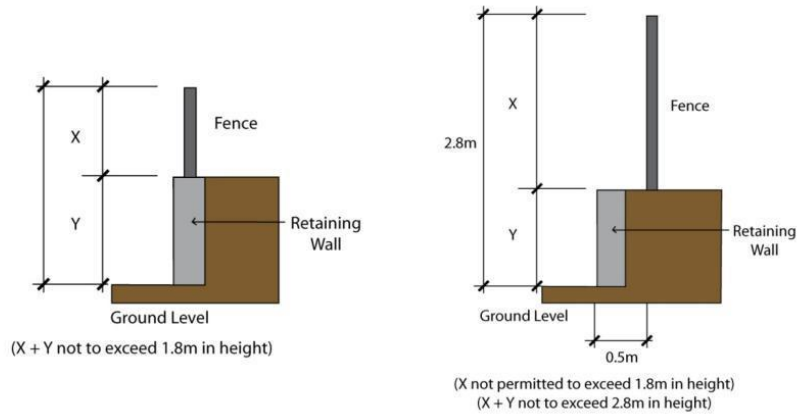 X
Fence
Y
Retaining
Wall
Ground Level
(X + Y not to exceed 1.8m in height)
X
Fence
2.8m
Y
Retaining
Wall
Ground Level
0.5m
(X not permitted to exceed 1.8m in height)
(X + Y not to exceed 2.8m in height)